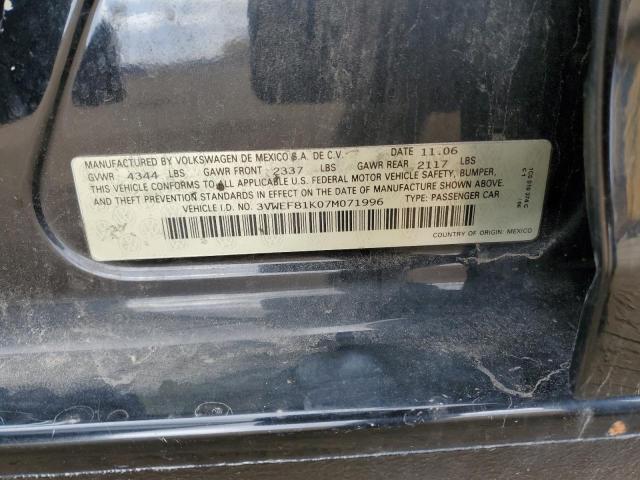 MANUFACTURED BY VOLKSWAGEN DE MEXICO S.A. DE C.V. DATE 11.06
GVWR 4344 LBS GAWR FRONT 2337 LBS GAWR REAR 2117 LBS
THIS VEHICLE CONFORMS TO ALL APPLICABLE U.S. FEDERAL MOTOR VEHICLE SAFETY, BUMPER,
AND THEFT PREVENTION STANDARDS IN EFFECT ON THE DATE OF MANUFACTURE SHOWN ABOVE.
VEHICLE I.D. NO. 3VWEF81K07M071996 TYPE: PASSENGER CAR
COUNTRY OF ORIGIN: MEXICO